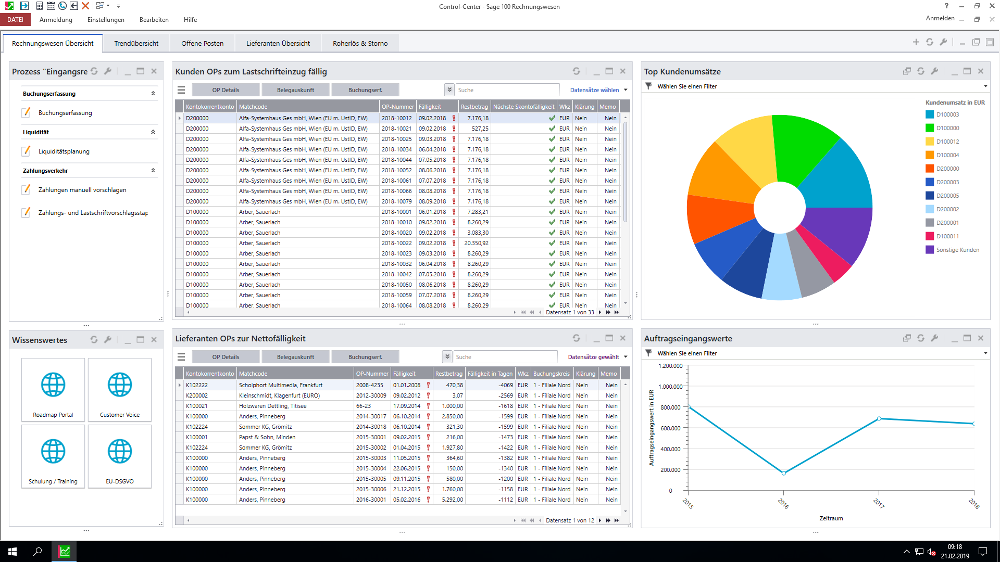 Control-Center - Sage 100 Rechnungswesen
?
DATEI Anmeldung Einstellungen Bearbeiten Hilfe Anmelden
Rechnungswesen Übersicht Trendübersicht Offene Posten Lieferanten Übersicht Roherlös & Storno
Prozess "Eingangsre
Buchungserfassung
Buchungserfassung
Liquidität
Liquiditätsplanung
Zahlungsverkehr
Zahlungen manuell vorschlagen
Zahlungs- und Lastschriftvorschlagsstap
Kunden OPs zum Lastschrifteinzug fällig
OP Details Belegauskunft Buchungserf. Suche Datensätze wählen
Kontokorrentkonto Matchcode OP-Nummer Fälligkeit Restbetrag Nächste Skontofälligkeit Wkz Klärung Memo
D200000 Alfa-Systemhaus Ges mbH, Wien (EU m. UstID, EW) 2018-10012 09.02.2018 7.176,18 EUR Nein Nein
D200000 Alfa-Systemhaus Ges mbH, Wien (EU m. UstID, EW) 2018-10021 09.02.2018 527,25 EUR Nein Nein
D200000 Alfa-Systemhaus Ges mbH, Wien (EU m. UstID, EW) 2018-10025 09.03.2018 7.176,18 EUR Nein Nein
D200000 Alfa-Systemhaus Ges mbH, Wien (EU m. UstID, EW) 2018-10034 06.04.2018 7.176,18 EUR Nein Nein
D200000 Alfa-Systemhaus Ges mbH, Wien (EU m. UstID, EW) 2018-10044 07.05.2018 7.176,18 EUR Nein Nein
D200000 Alfa-Systemhaus Ges mbH, Wien (EU m. UstID, EW) 2018-10052 08.06.2018 7.176,18 EUR Nein Nein
D200000 Alfa-Systemhaus Ges mbH, Wien (EU m. UstID, EW) 2018-10061 07.07.2018 7.176,18 EUR Nein Nein
D200000 Alfa-Systemhaus Ges mbH, Wien (EU m. UstID, EW) 2018-10066 08.08.2018 7.176,18 EUR Nein Nein
D200000 Alfa-Systemhaus Ges mbH, Wien (EU m. UstID, EW) 2018-10079 08.09.2018 7.176,18 EUR Nein Nein
D100000 Arber, Sauerlach 2018-10001 06.01.2018 7.283,21 EUR Nein Nein
D100000 Arber, Sauerlach 2018-10010 09.02.2018 8.260,29 EUR Nein Nein
D100000 Arber, Sauerlach 2018-10020 09.02.2018 3.083,30 EUR Nein Nein
D100000 Arber, Sauerlach 2018-10022 09.02.2018 20.350,92 EUR Nein Nein
D100000 Arber, Sauerlach 2018-10023 09.03.2018 8.260,29 EUR Nein Nein
D100000 Arber, Sauerlach 2018-10032 06.04.2018 8.260,29 EUR Nein Nein
D100000 Arber, Sauerlach 2018-10042 07.05.2018 8.260,29 EUR Nein Nein
D100000 Arber, Sauerlach 2018-10050 08.06.2018 8.260,29 EUR Nein Nein
D100000 Arber, Sauerlach 2018-10059 07.07.2018 8.260,29 EUR Nein Nein
D100000 Arber, Sauerlach 2018-10064 08.08.2018 8.260,29 EUR Nein Nein
Datensatz 1 von 33
Top Kundenumsätze
Wählen Sie einen Filter
Kundenumsatz in EUR
D100003
D100000
D100012
D100004
D200000
D200003
D200005
D200002
D200001
D100011
Sonstige Kunden
Wissenswertes
Roadmap Portal Customer Voice
Schulung / Training EU-DSGVO
Lieferanten OPs zur Nettofälligkeit
OP Details Belegauskunft Buchungserf. Suche Datensätze gewählt
Kontokorrentkonto Matchcode OP-Nummer Fälligkeit Restbetrag Fälligkeit in Tagen Wkz Buchungskreis Klärung Memo
K102222 Scholphort Multimedia, Frankfurt 2008-4235 01.01.2008 470,38 -4069 EUR 1 - Filiale Nord Nein Nein
K200002 Kleinschmidt, Klagenfurt (EURO) 2012-30009 09.02.2012 3,07 -2569 EUR 1 - Filiale Nord Nein Nein
K100021 Holzwaren Dettling, Titisee 66-23 17.09.2014 1.000,00 -1618 EUR 1 - Filiale Nord Nein Nein
K100000 Anders, Pinneberg 2014-30017 06.10.2014 2.850,00 -1599 EUR 1 - Filiale Nord Nein Nein
K102224 Sommer KG, Grömitz 2014-30018 06.10.2014 321,30 -1599 EUR 1 - Filiale Nord Nein Nein
K100001 Papst & Sohn, Minden 2015-30001 09.02.2015 216,00 -1473 EUR 1 - Filiale Nord Nein Nein
K102224 Sommer KG, Grömitz 2015-30002 01.04.2015 1.927,80 -1422 EUR 1 - Filiale Nord Nein Nein
K100000 Anders, Pinneberg 2015-30003 11.05.2015 364,60 -1382 EUR 1 - Filiale Nord Nein Nein
K100000 Anders, Pinneberg 2015-30004 22.06.2015 150,00 -1340 EUR 1 - Filiale Nord Nein Nein
K100000 Anders, Pinneberg 2015-30005 09.11.2015 580,00 -1200 EUR 1 - Filiale Nord Nein Nein
K100000 Anders, Pinneberg 2015-30006 21.12.2015 1.760,00 -1158 EUR 1 - Filiale Nord Nein Nein
K100000 Anders, Pinneberg 2016-30001 05.02.2016 5.292,00 -1112 EUR 1 - Filiale Nord Nein Nein
Datensatz 1 von 12
Auftragseingangswerte
Wählen Sie einen Filter
Auftragseingangswert in EUR
1.200.000
1.000.000
800.000
600.000
400.000
200.000
0
2015 2016 2017 2018
Zeitraum
09:18
21.02.2019